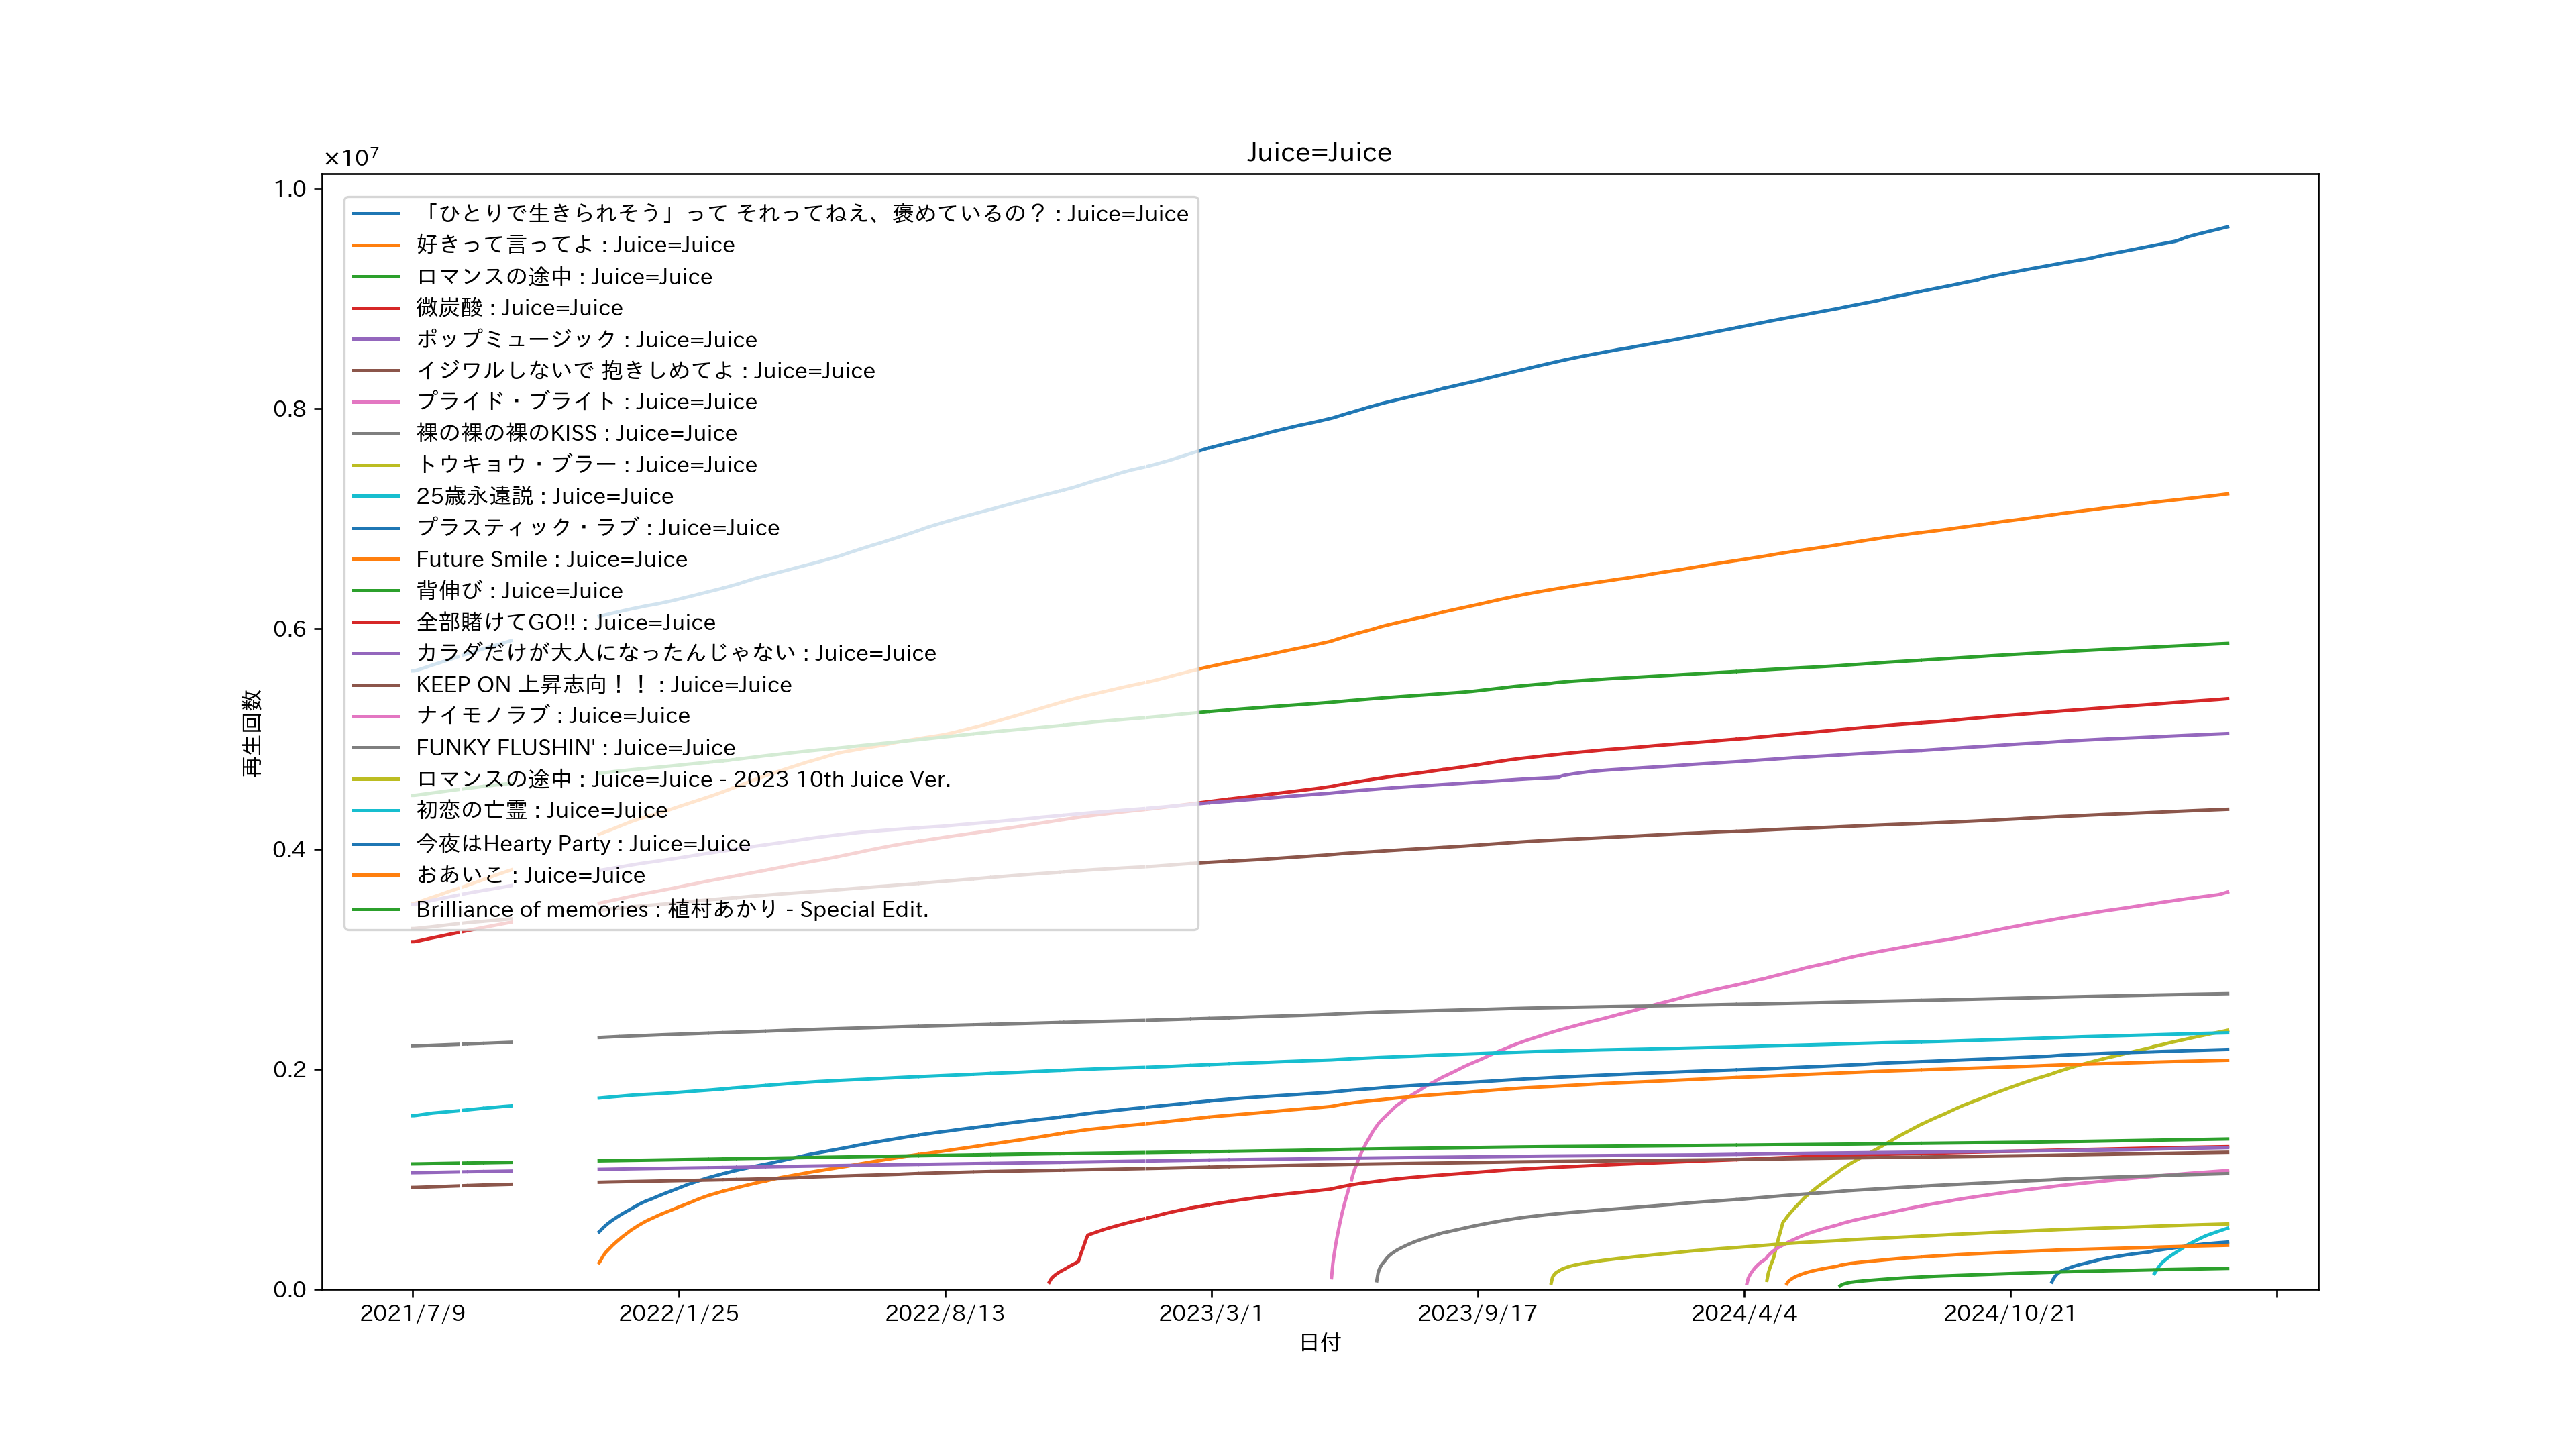 Juice=Juice
×10⁷
1.0
0.8
0.6
0.4
0.2
0.0
再生回数
「ひとりで生きられそう」って それってねえ、褒めているの? : Juice=Juice
好きって言ってよ : Juice=Juice
ロマンスの途中 : Juice=Juice
微炭酸 : Juice=Juice
ポップミュージック : Juice=Juice
イジワルしないで 抱きしめてよ : Juice=Juice
プライド・ブライト : Juice=Juice
裸の裸の裸のKISS : Juice=Juice
トウキョウ・ブラー : Juice=Juice
25歳永遠説 : Juice=Juice
プラスティック・ラブ : Juice=Juice
Future Smile : Juice=Juice
背伸び : Juice=Juice
全部賭けてGO!! : Juice=Juice
カラダだけが大人になったんじゃない : Juice=Juice
KEEP ON 上昇志向！！ : Juice=Juice
ナイモノラブ : Juice=Juice
FUNKY FLUSHIN' : Juice=Juice
ロマンスの途中 : Juice=Juice - 2023 10th Juice Ver.
初恋の亡霊 : Juice=Juice
今夜はHearty Party : Juice=Juice
おあいこ : Juice=Juice
Brilliance of memories : 植村あかり - Special Edit.
2021/7/9 2022/1/25 2022/8/13 2023/3/1 2023/9/17 2024/4/4 2024/10/21
日付